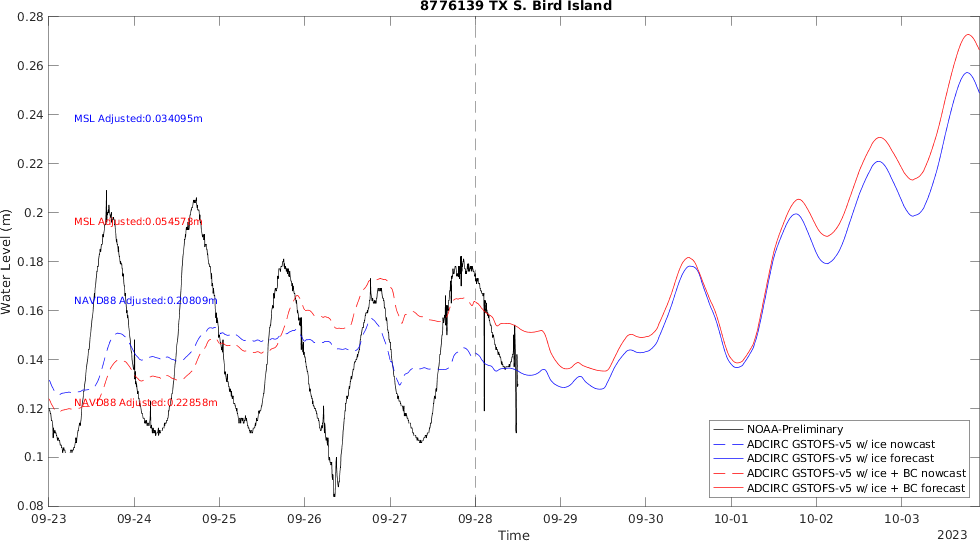 8776139 TX S. Bird Island
Water Level (m)
0.28
0.26
0.24
0.22
0.2
0.18
0.16
0.14
0.12
0.1
0.08
MSL Adjusted:0.034095m
MSL Adjusted:0.054578m
NAVD88 Adjusted:0.20809m
NAVD88 Adjusted:0.22858m
NOAA-Preliminary
ADCIRC GSTOFS-v5 w/ ice nowcast
ADCIRC GSTOFS-v5 w/ ice forecast
ADCIRC GSTOFS-v5 w/ ice + BC nowcast
ADCIRC GSTOFS-v5 w/ ice + BC forecast
09-23 09-24 09-25 09-26 09-27 09-28 09-29 09-30 10-01 10-02 10-03
Time
2023